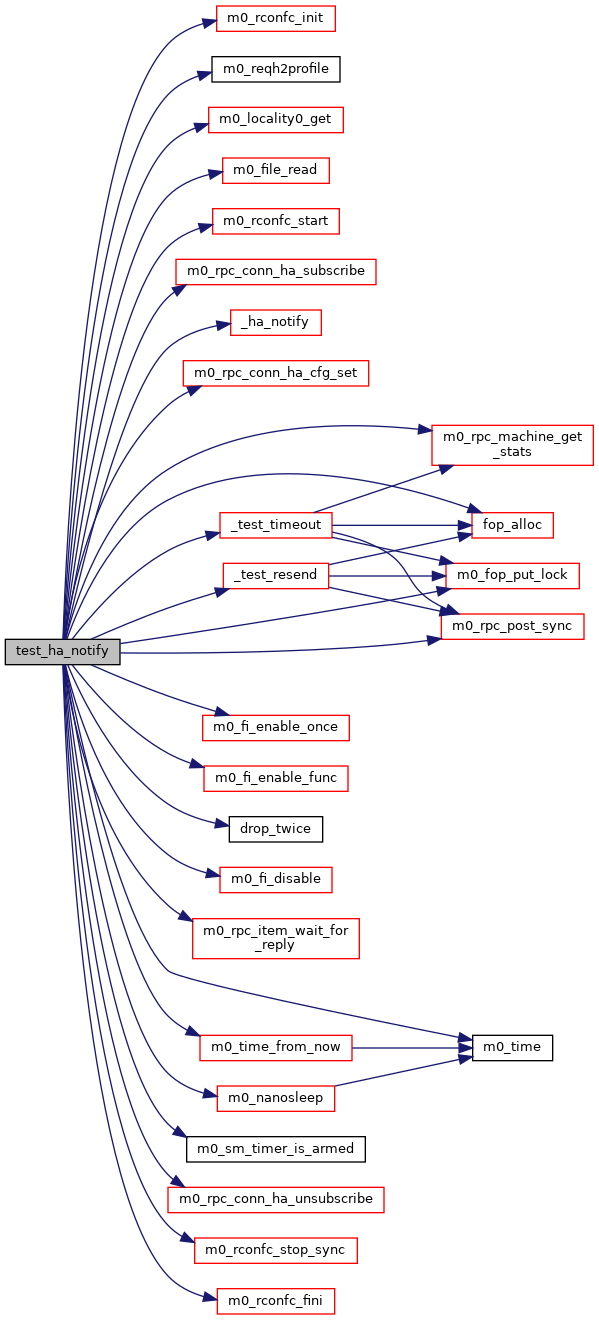 m0_rconfc_init
m0_reqh2profile
m0_locality0_get
m0_file_read
m0_rconfc_start
m0_rpc_conn_ha_subscribe
_ha_notify
m0_rpc_conn_ha_cfg_set
m0_rpc_machine_get
_stats
_test_timeout
fop_alloc
_test_resend
m0_fop_put_lock
m0_rpc_post_sync
test_ha_notify
m0_fi_enable_once
m0_fi_enable_func
drop_twice
m0_fi_disable
m0_rpc_item_wait_for
_reply
m0_time_from_now
m0_time
m0_nanosleep
m0_sm_timer_is_armed
m0_rpc_conn_ha_unsubscribe
m0_rconfc_stop_sync
m0_rconfc_fini